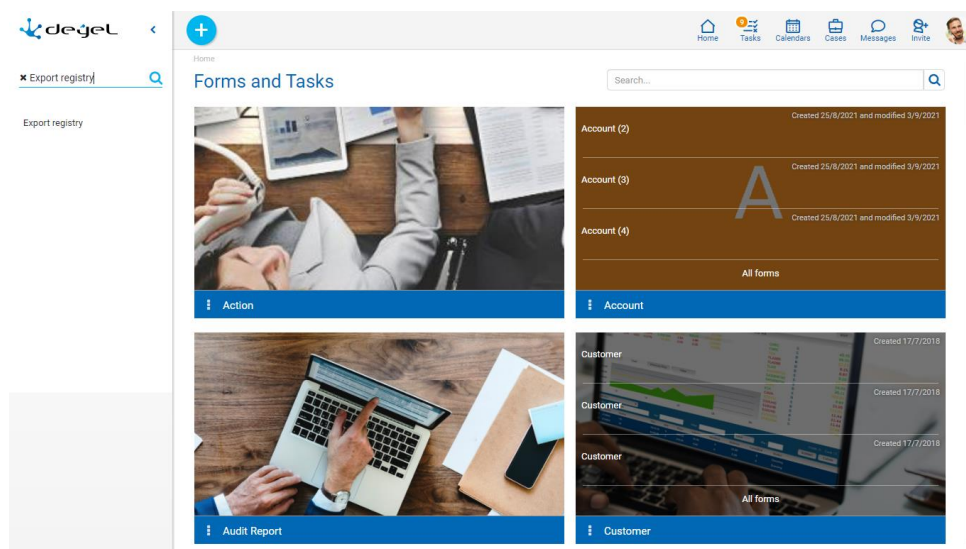 deyel
Export registry
Export registry
9
Home
Tasks
Calendars
Cases
Messages
Invite
Home
Forms and Tasks
Search...
Action
Created 25/8/2021 and modified 3/9/2021
Account (2)
Created 25/8/2021 and modified 3/9/2021
Account (3)
A
Created 25/8/2021 and modified 3/9/2021
Account (4)
All forms
Account
Audit Report
Created 17/7/2018
Customer
Created 17/7/2018
Customer
Created 17/7/2018
Customer
All forms
Customer